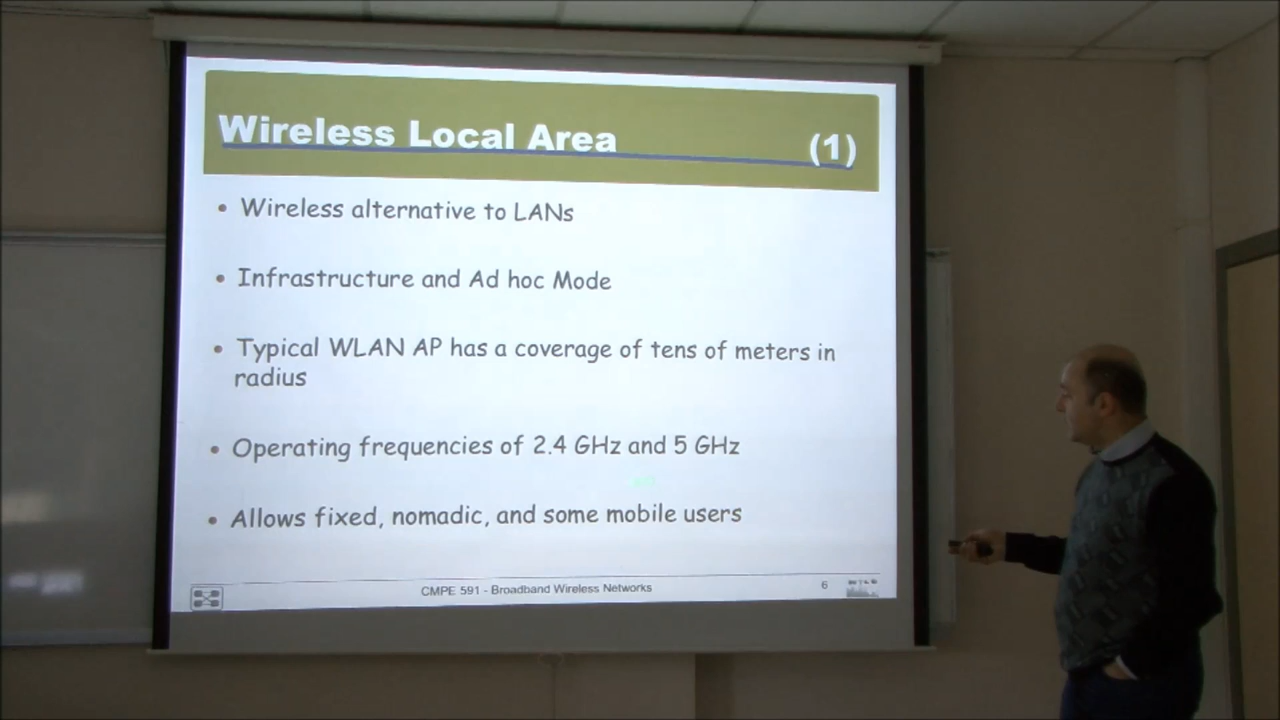 Wireless Local Area (1)
• Wireless alternative to LANs
• Infrastructure and Ad hoc Mode
• Typical WLAN AP has a coverage of tens of meters in
radius
• Operating frequencies of 2.4 GHz and 5 GHz
• Allows fixed, nomadic, and some mobile users
CMPE 591 - Broadband Wireless Networks 6